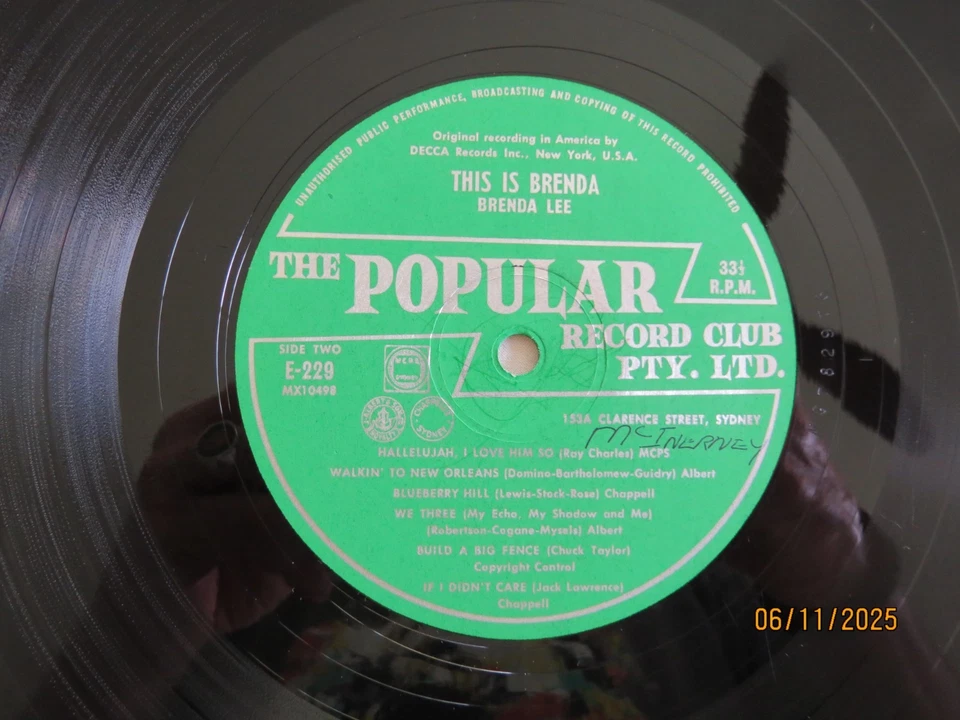 UNAUTHORISED PUBLIC PERFORMANCE, BROADCASTING AND COPYING OF THIS RECORD PROHIBITED
Original recording in America by
DECCA Records Inc., New York, U.S.A.
THIS IS BRENDA
BRENDA LEE
33⅓
R.P.M.
THE POPULAR
RECORD CLUB
PTY. LTD.
SIDE TWO
E-229
MX10498
153A CLARENCE STREET, SYDNEY
McINERNEY
HALLELUJAH, I LOVE HIM SO (Ray Charles) MCPS
WALKIN' TO NEW ORLEANS (Domino-Bartholomew-Guidry) Albert
BLUEBERRY HILL (Lewis-Stock-Rose) Chappell
WE THREE (My Echo, My Shadow and Me)
(Robertson-Cogane-Mysels) Albert
BUILD A BIG FENCE (Chuck Taylor)
Copyright Control
IF I DIDN'T CARE (Jack Lawrence)
Chappell
06/11/2025